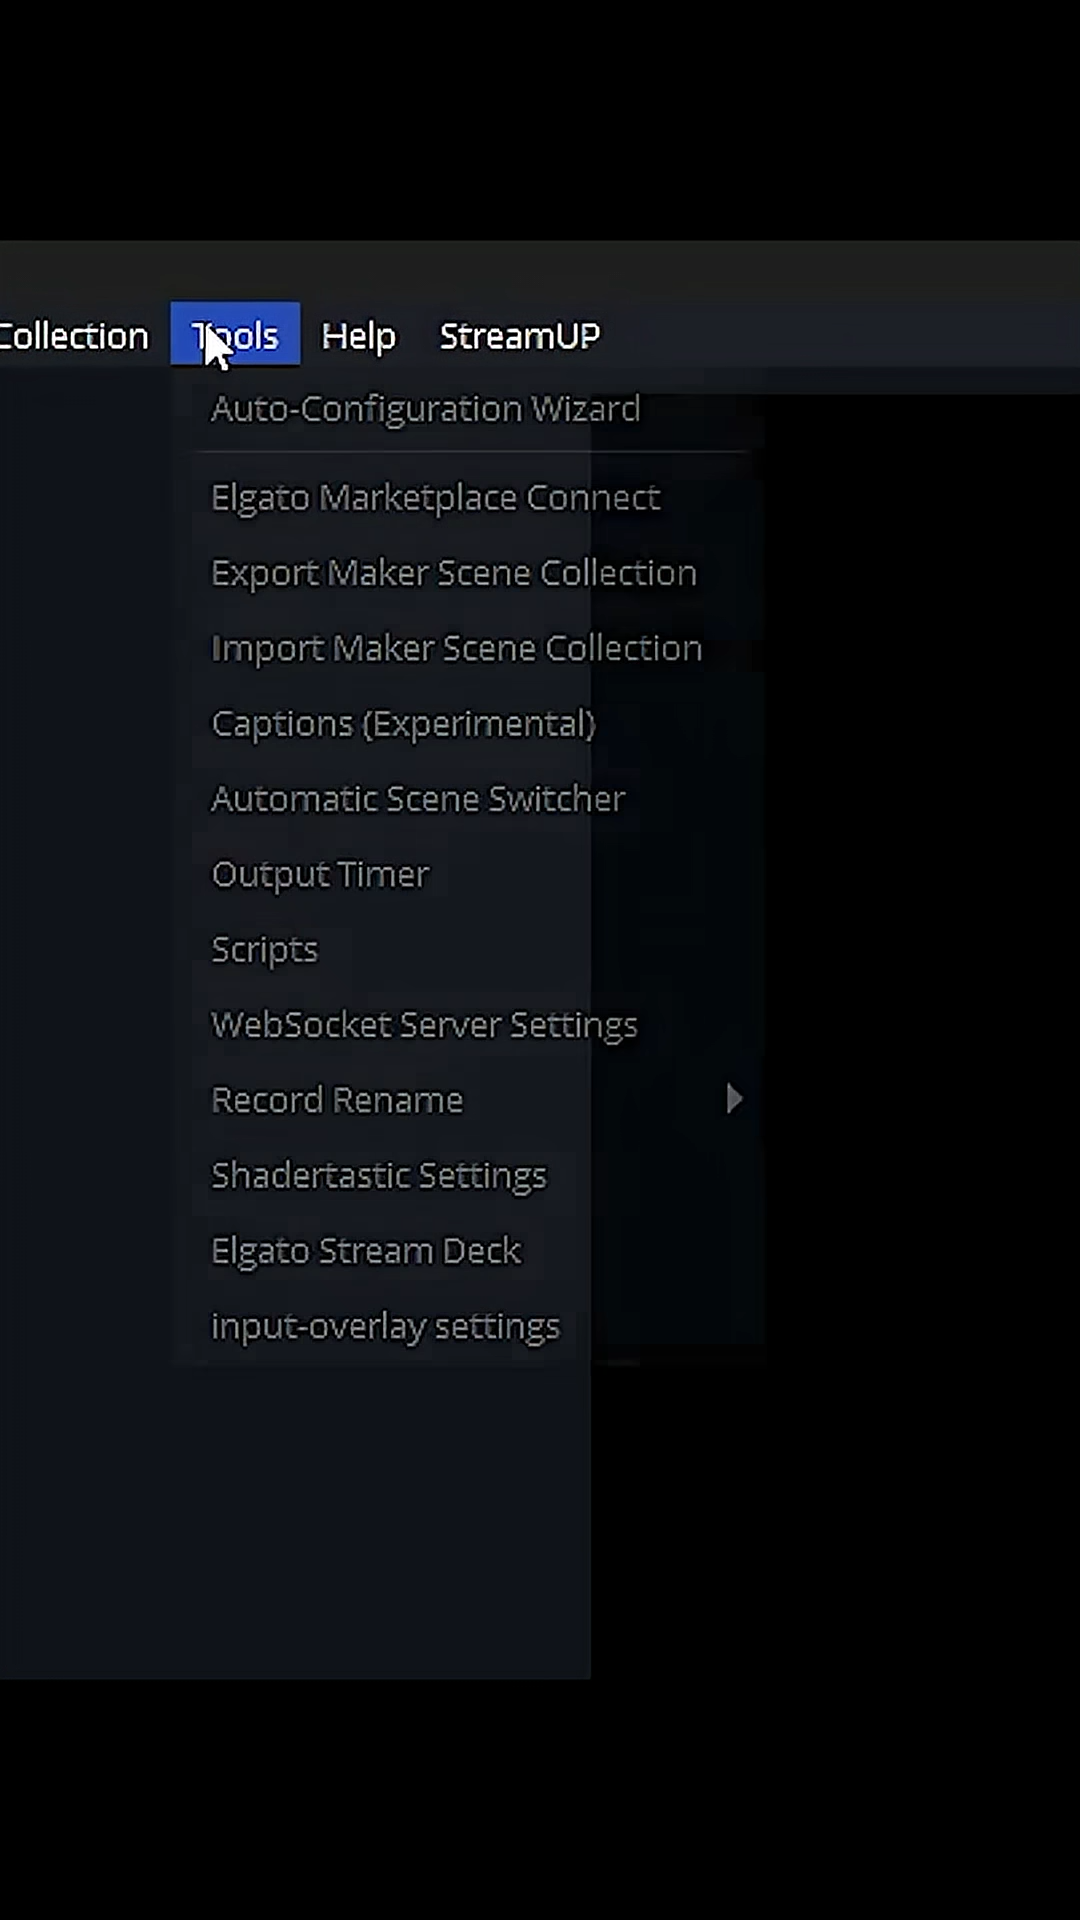 Collection Tools Help StreamUP
Auto-Configuration Wizard
Elgato Marketplace Connect
Export Maker Scene Collection
Import Maker Scene Collection
Captions (Experimental)
Automatic Scene Switcher
Output Timer
Scripts
WebSocket Server Settings
Record Rename
Shadertastic Settings
Elgato Stream Deck
input-overlay settings